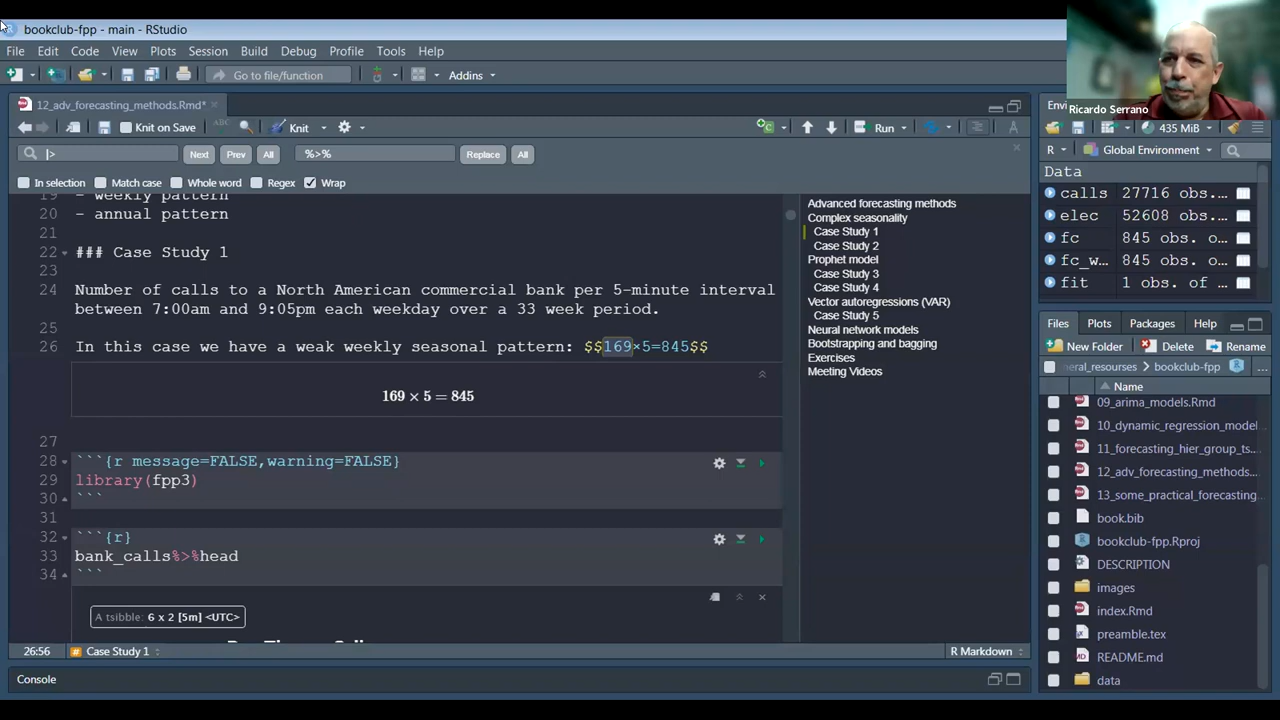 bookclub-fpp - main - RStudio
File Edit Code View Plots Session Build Debug Profile Tools Help
Go to file/function Addins
Ricardo Serrano
12_adv_forecasting_methods.Rmd*
Knit on Save ABC Knit Run
|> Next Prev All %>% Replace All
In selection Match case Whole word Regex Wrap
- weekly pattern
20 - annual pattern
21
22 ### Case Study 1
23
24 Number of calls to a North American commercial bank per 5-minute interval
between 7:00am and 9:05pm each weekday over a 33 week period.
25
26 In this case we have a weak weekly seasonal pattern: $$169×5=845$$
169 × 5 = 845
27
28 ```{r message=FALSE,warning=FALSE}
29 library(fpp3)
30 ```
31
32 ```{r}
33 bank_calls%>%head
34 ```
A tsibble: 6 x 2 [5m] <UTC>
26:56 Case Study 1 R Markdown
Console
Advanced forecasting methods
Complex seasonality
Case Study 1
Case Study 2
Prophet model
Case Study 3
Case Study 4
Vector autoregressions (VAR)
Case Study 5
Neural network models
Bootstrapping and bagging
Exercises
Meeting Videos
435 MiB
R Global Environment
Data
calls 27716 obs....
elec 52608 obs....
fc 845 obs. o...
fc_w... 845 obs. o...
fit 1 obs. of ...
Files Plots Packages Help
New Folder Delete Rename
neral_resourses bookclub-fpp ...
Name
09_arima_models.Rmd
10_dynamic_regression_model
11_forecasting_hier_group_ts...
12_adv_forecasting_methods...
13_some_practical_forecasting
book.bib
bookclub-fpp.Rproj
DESCRIPTION
images
index.Rmd
preamble.tex
README.md
data